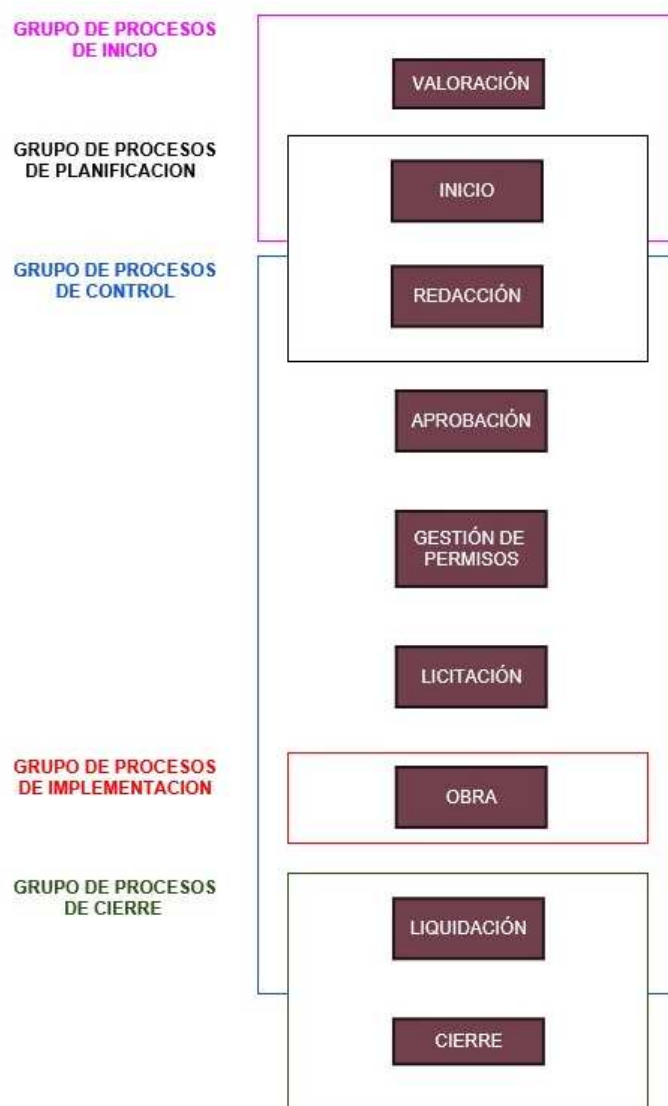 GRUPO DE PROCESOS
DE INICIO
VALORACIÓN
GRUPO DE PROCESOS
DE PLANIFICACION
INICIO
GRUPO DE PROCESOS
DE CONTROL
REDACCIÓN
APROBACIÓN
GESTIÓN DE
PERMISOS
LICITACIÓN
GRUPO DE PROCESOS
DE IMPLEMENTACION
OBRA
GRUPO DE PROCESOS
DE CIERRE
LIQUIDACIÓN
CIERRE